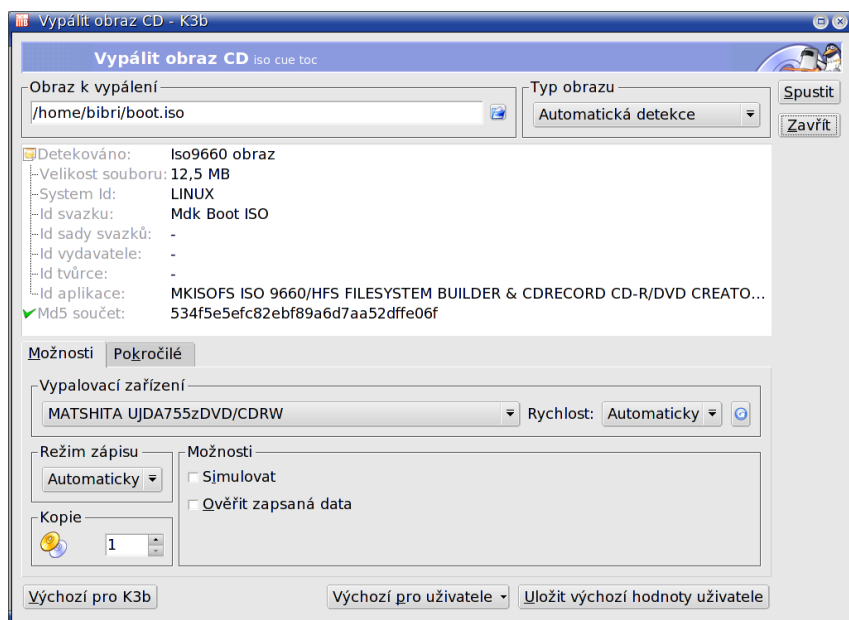 Vypálit obraz CD - K3b
Vypálit obraz CD iso cue toc
Obraz k vypálení
/home/bibri/boot.iso
Typ obrazu
Automatická detekce
Spustit
Zavřít
Detekováno: Iso9660 obraz
Velikost souboru: 12,5 MB
System Id: LINUX
Id svazku: Mdk Boot ISO
Id sady svazků: -
Id vydavatele: -
Id tvůrce: -
Id aplikace: MKISOFS ISO 9660/HFS FILESYSTEM BUILDER & CDRECORD CD-R/DVD CREATO...
Md5 součet: 534f5e5efc82ebf89a6d7aa52dffe06f
Možnosti Pokročilé
Vypalovací zařízení
MATSHITA UJDA755zDVD/CDRW Rychlost: Automaticky
Režim zápisu
Automaticky
Možnosti
Simulovat
Ověřit zapsaná data
Kopie
1
Výchozí pro K3b Výchozí pro uživatele Uložit výchozí hodnoty uživatele